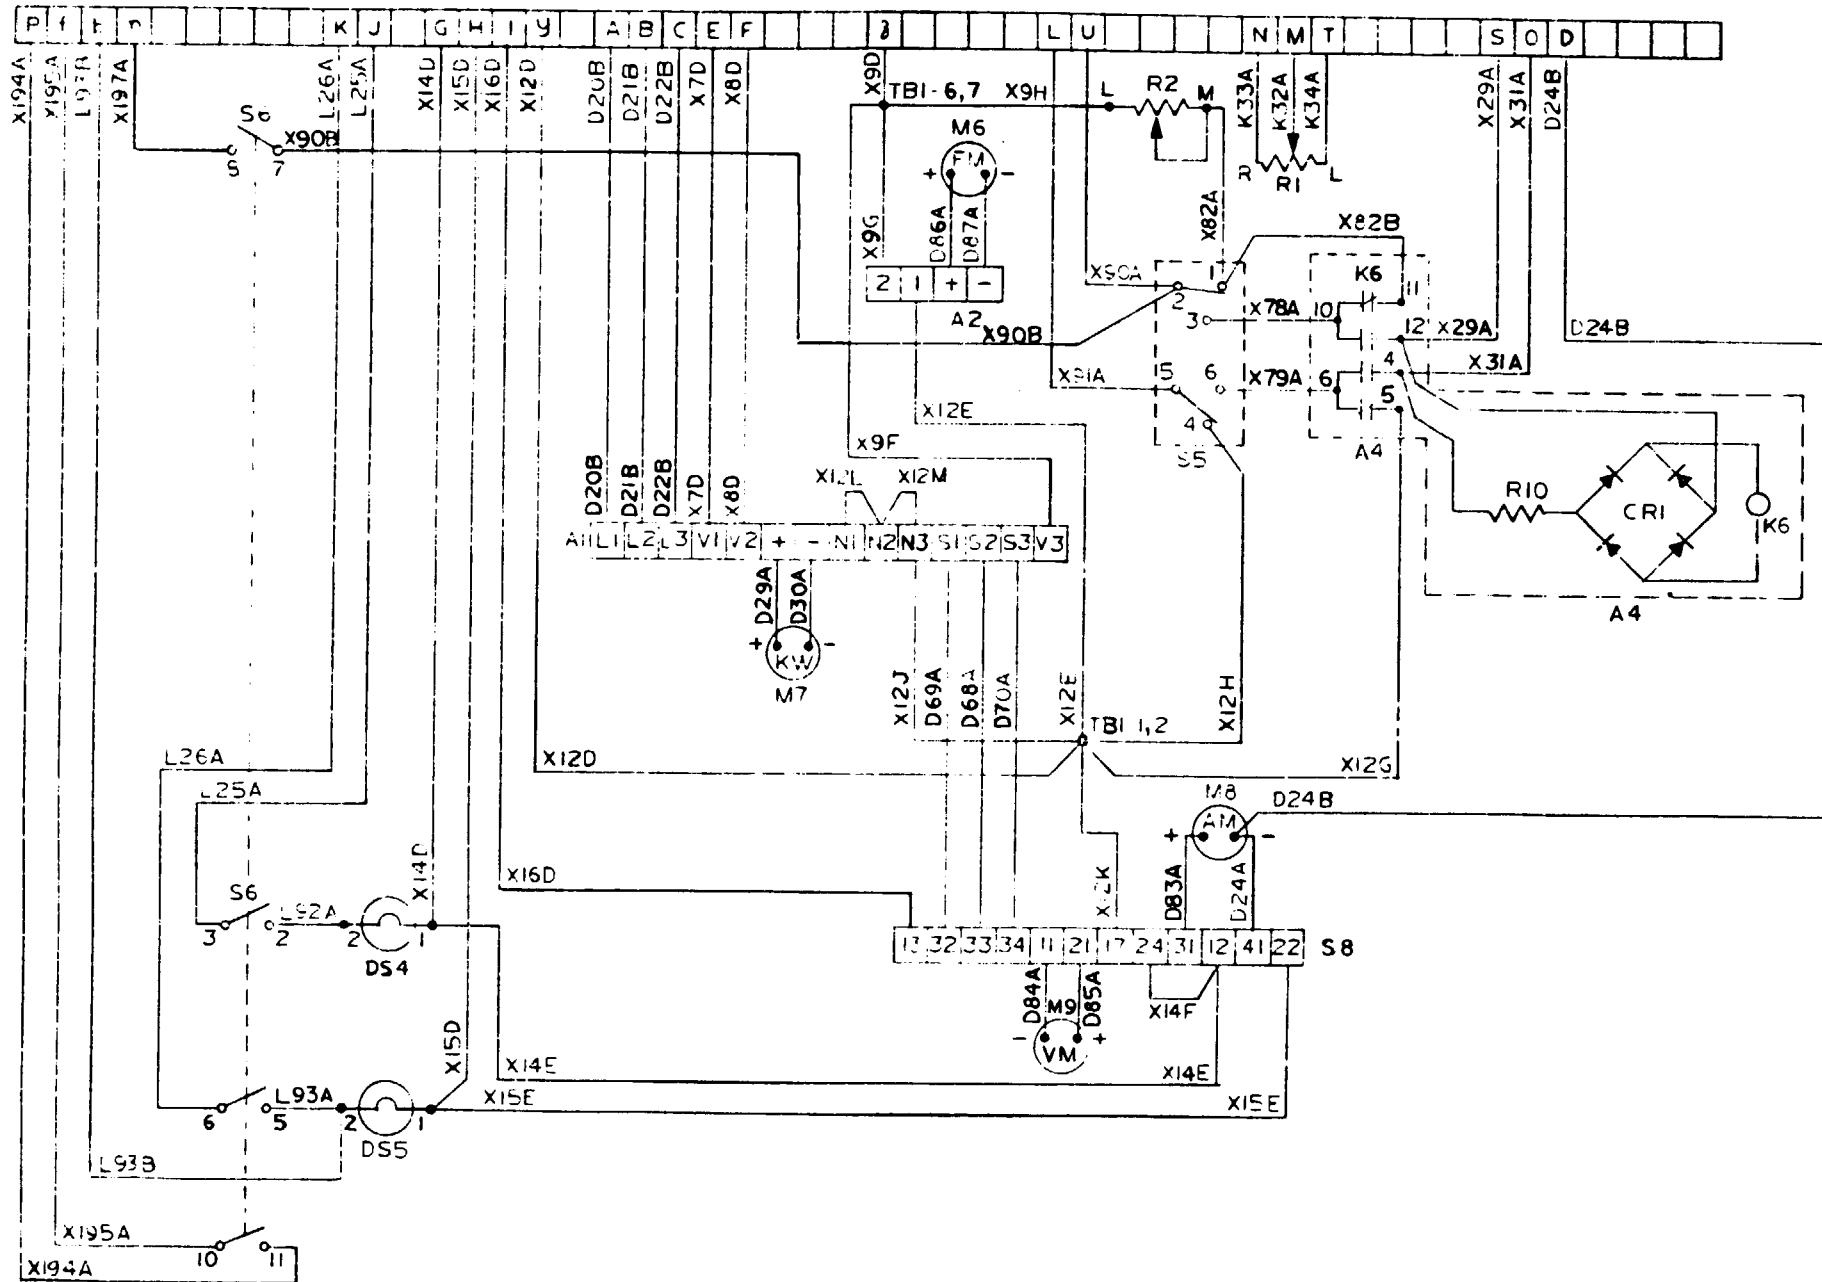 P f h n K J G H I y A B C E F z L U N M T S O D
X194A X195A L93B X197A L26A L25A X14D X15D X16D X12D D20B D21B D22B X7D X8D X9D K33A K32A K34A X29A X31A D24B
TB1-6,7 X9H L R2 M
S6 X90B
8 7
M6
FM
+ -
R R1 L
X9G D86A D87A X82A X82B
2 1 + -
A2
X90A 2 1 K6 11
3 X78A 10 12 X29A D24B
X90B
4 X31A
X91A 5 6 X79A 6 5
X12E 4
S5 A4
X9F
X12L X12M
D20B D21B D22B X7D X8D
R10 CR1 K6
A11 L1 L2 L3 V1 V2 + - N1 N2 N3 S1 S2 S3 V3
A4
D29A D30A
+ KW -
M7
X12J D69A D68A D70A X12E X12H
TB1 1,2
L26A X12D X12G
L25A
M8 D24B
+ AM -
X14D X16D D83A D24A X12K
S6 L92A
3 2 2 1
DS4
13 32 33 34 11 21 17 24 31 12 41 22 S8
D84A M9 D85A X14F
- VM +
X15D
X14E X14E
L93A X15E X15E
6 5 2 1
DS5
L93B
X195A
10 11
X194A